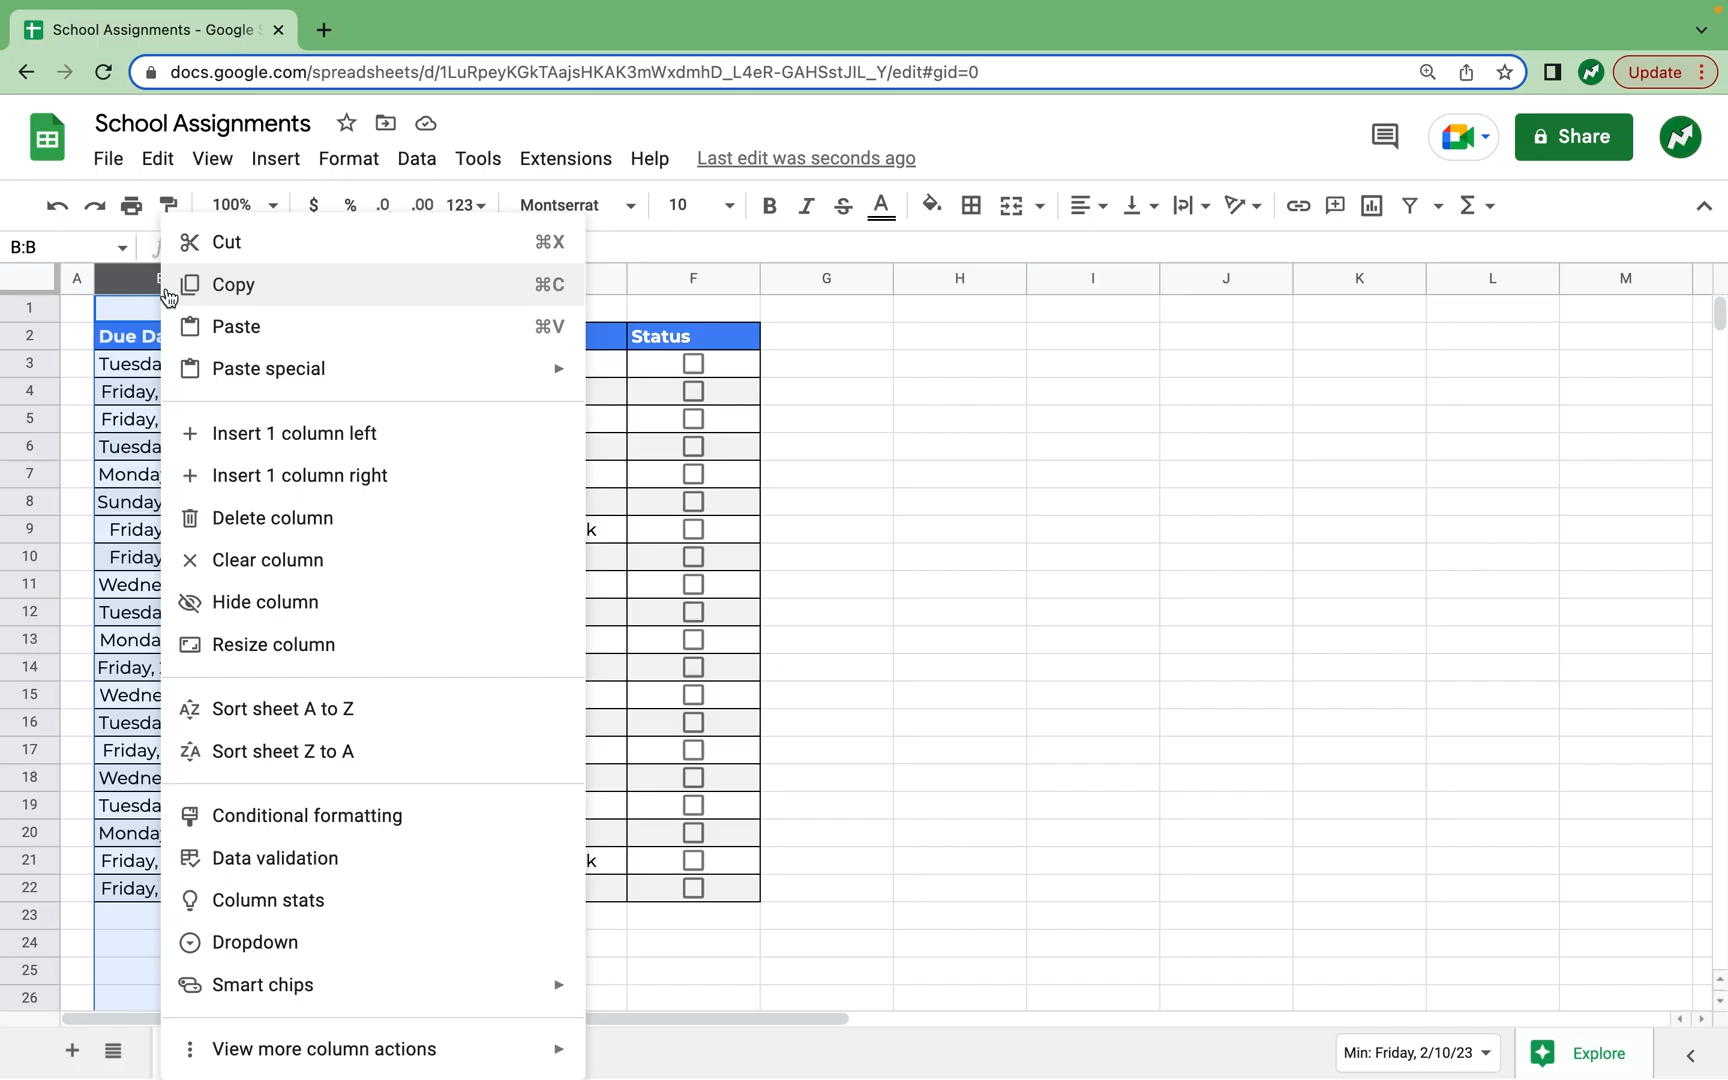 School Assignments - Google S
docs.google.com/spreadsheets/d/1LuRpeyKGkTAajsHKAK3mWxdmhD_L4eR-GAHSstJIL_Y/edit#gid=0
Update
School Assignments
File Edit View Insert Format Data Tools Extensions Help Last edit was seconds ago
Share
100% $ % .0 .00 123 Montserrat 10 B I S A
B:B
A F G H I J K L M
Cut ⌘X
Copy ⌘C
Paste ⌘V
Paste special
Insert 1 column left
Insert 1 column right
Delete column
Clear column
Hide column
Resize column
Sort sheet A to Z
Sort sheet Z to A
Conditional formatting
Data validation
Column stats
Dropdown
Smart chips
View more column actions
1
2 Due Da Status
3 Tuesda
4 Friday,
5 Friday,
6 Tuesda
7 Monda
8 Sunday
9 Friday k
10 Friday
11 Wedne
12 Tuesda
13 Monda
14 Friday,
15 Wedne
16 Tuesda
17 Friday,
18 Wedne
19 Tuesda
20 Monda
21 Friday, k
22 Friday,
23
24
25
26
Min: Friday, 2/10/23
Explore